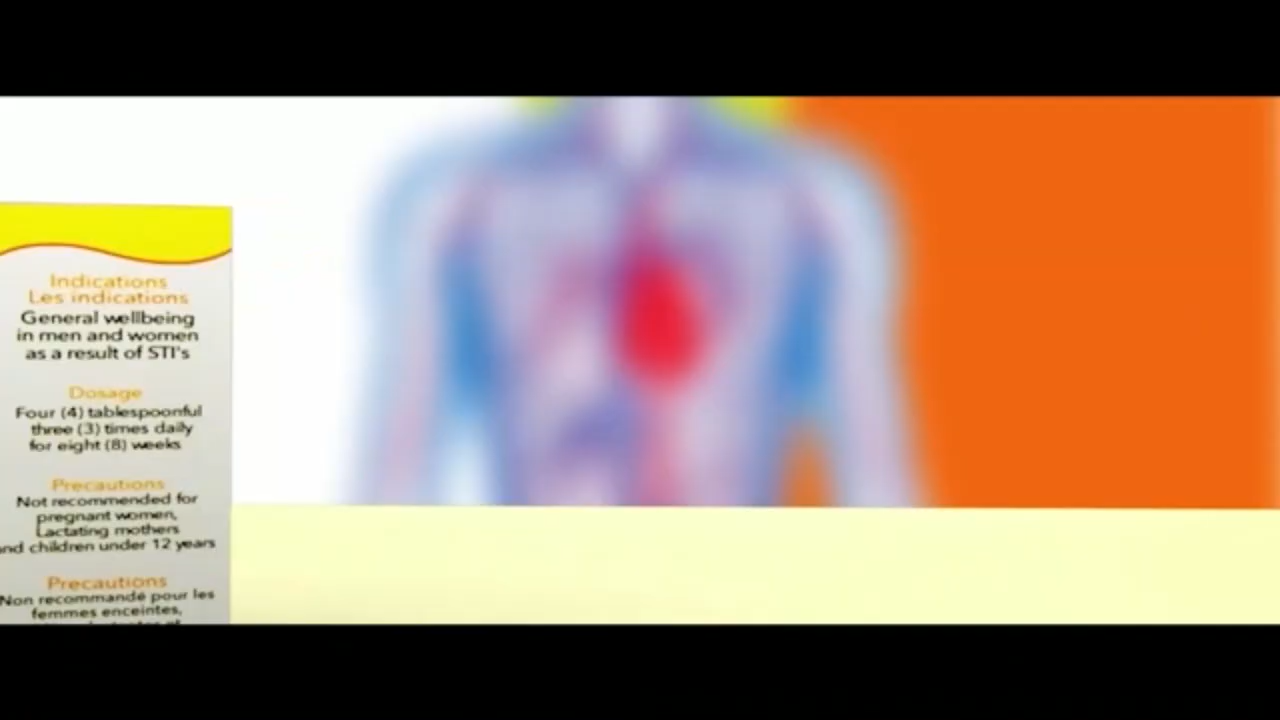 Indications
Les indications
General wellbeing
in men and women
as a result of STI's
Dosage
Four (4) tablespoonful
three (3) times daily
for eight (8) weeks
Precautions
Not recommended for
pregnant women,
Lactating mothers
and children under 12 years
Precautions
Non recommandé pour les
femmes enceintes,